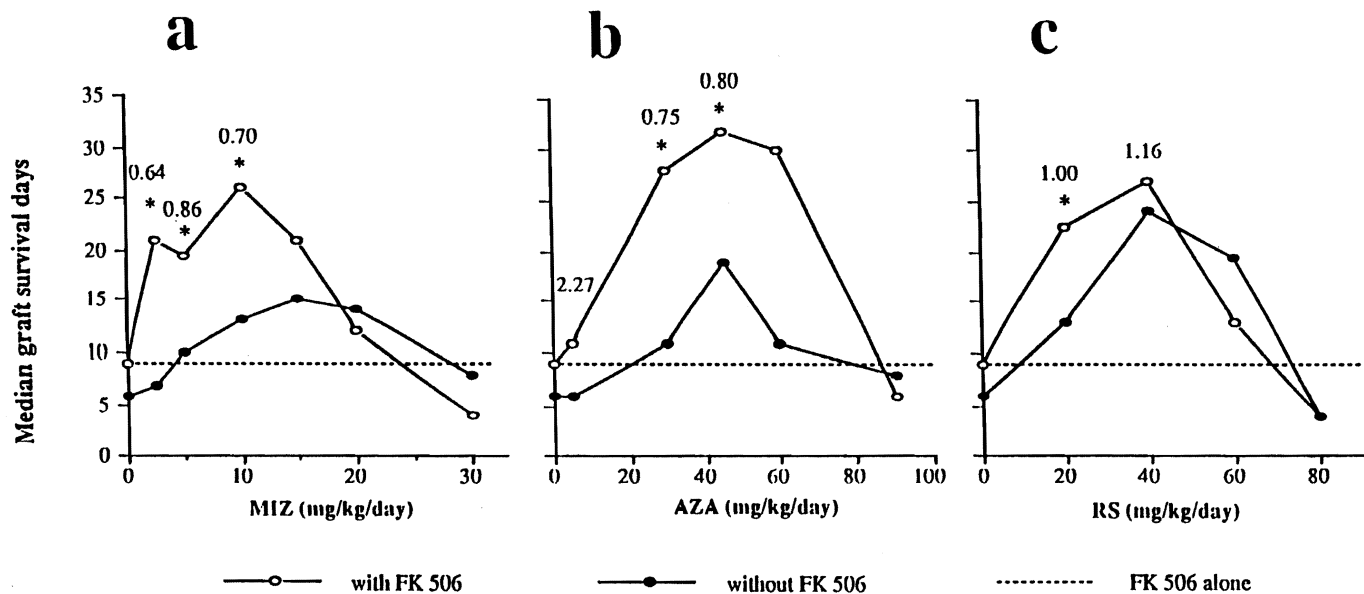 a b c
Median graft survival days
35
30
25
20
15
10
5
0
0.64
*
0.86
*
0.70
*
0 10 20 30
MIZ (mg/kg/day)
2.27
0.75
*
0.80
*
0 20 40 60 80 100
AZA (mg/kg/day)
1.00
*
1.16
0 20 40 60 80
RS (mg/kg/day)
with FK 506 without FK 506 FK 506 alone